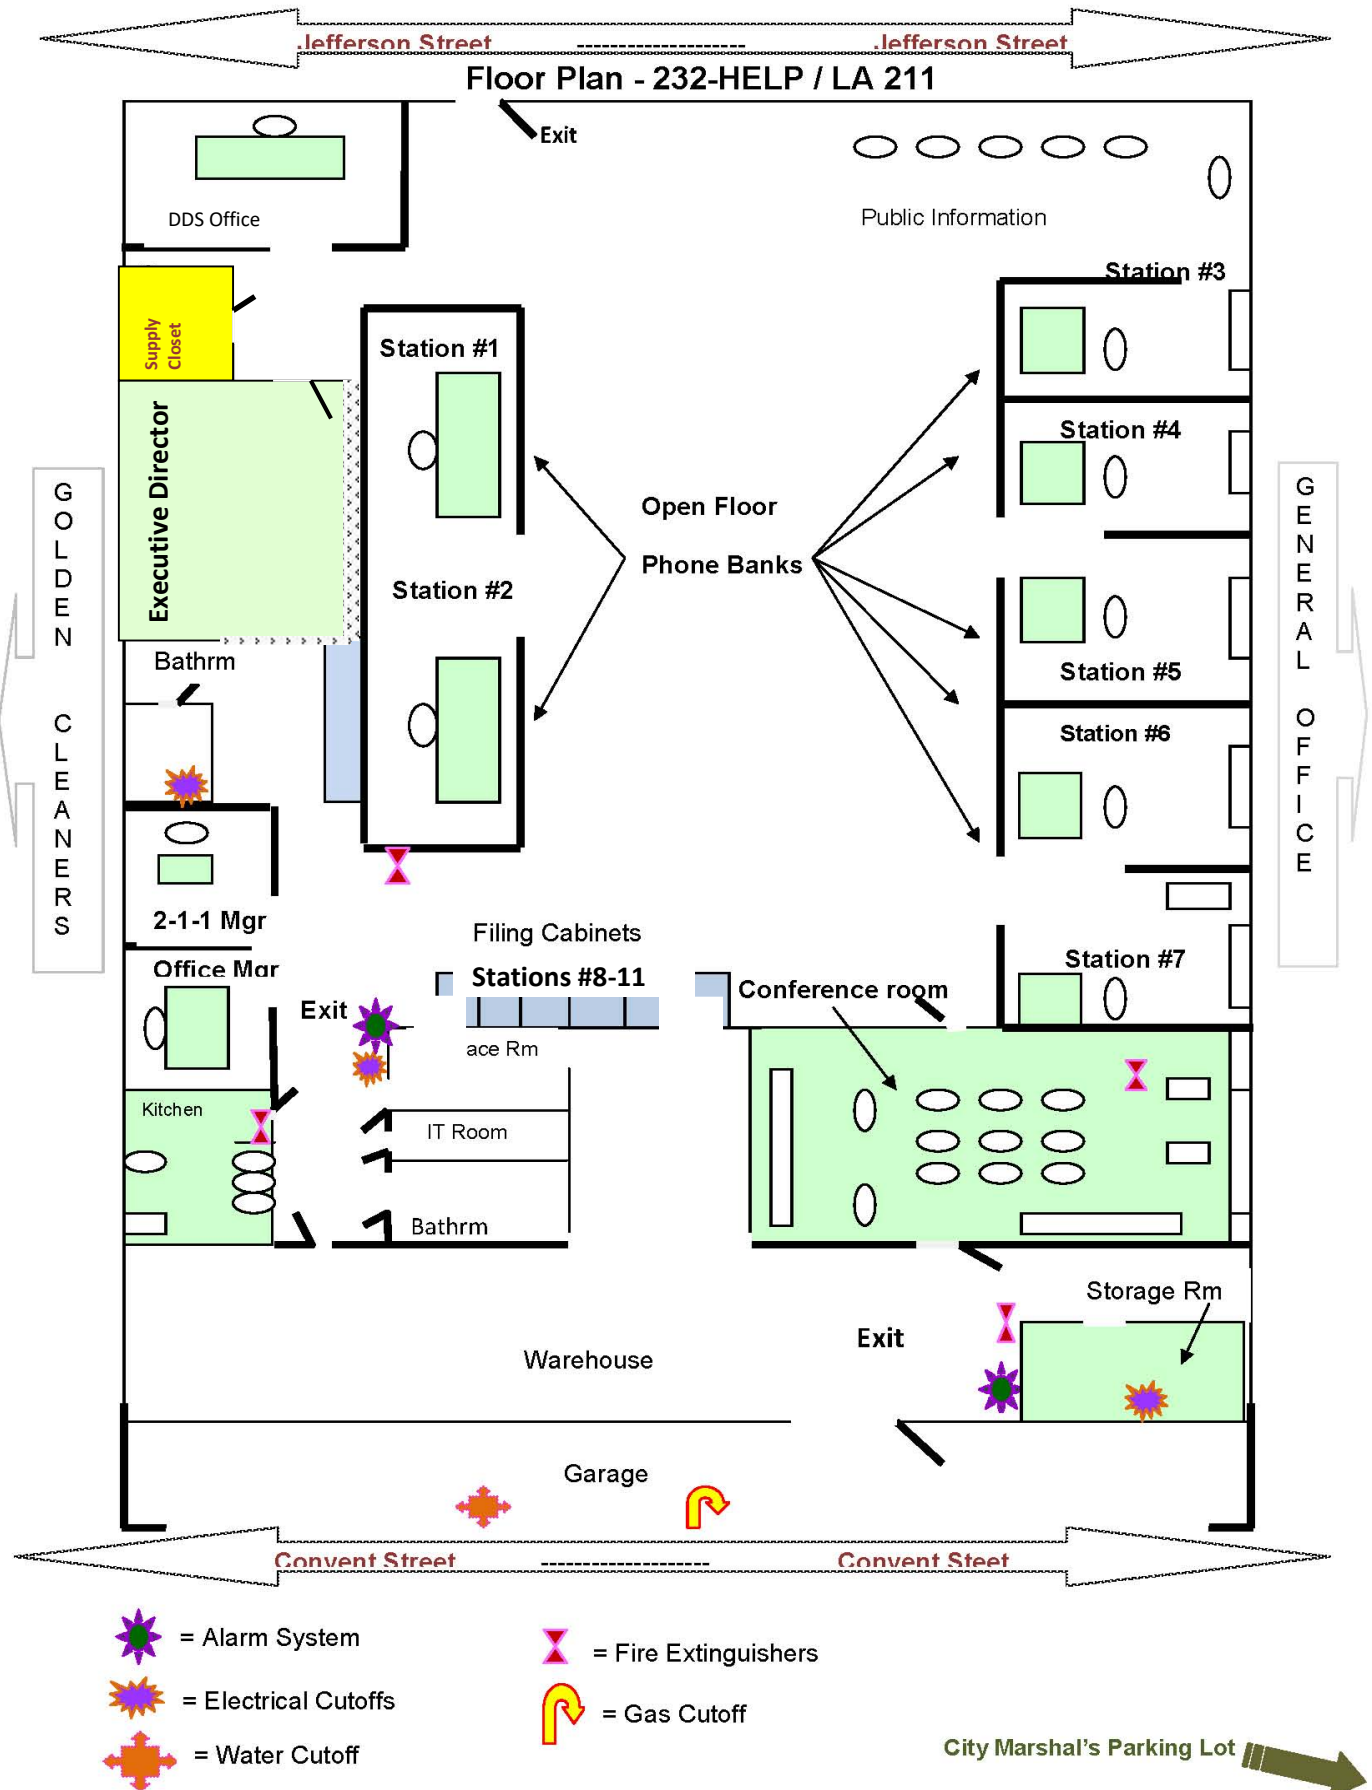 Jefferson Street -------------------- Jefferson Street
Floor Plan - 232-HELP / LA 211
Exit
DDS Office
Public Information
Station #3
Supply
Closet
Station #1
Executive Director
Station #4
GOLDEN CLEANERS
GENERAL OFFICE
Open Floor
Phone Banks
Station #2
Bathrm
Station #5
Station #6
2-1-1 Mgr
Filing Cabinets
Office Mgr
Stations #8-11
Station #7
Conference room
Exit
ace Rm
Kitchen
IT Room
Bathrm
Storage Rm
Exit
Warehouse
Garage
Convent Street -------------------- Convent Steet
= Alarm System
= Fire Extinguishers
= Electrical Cutoffs
= Gas Cutoff
= Water Cutoff
City Marshal's Parking Lot